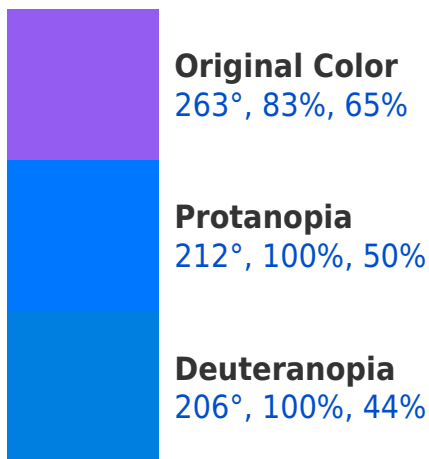 Original Color
263°, 83%, 65%
Protanopia
212°, 100%, 50%
Deuteranopia
206°, 100%, 44%